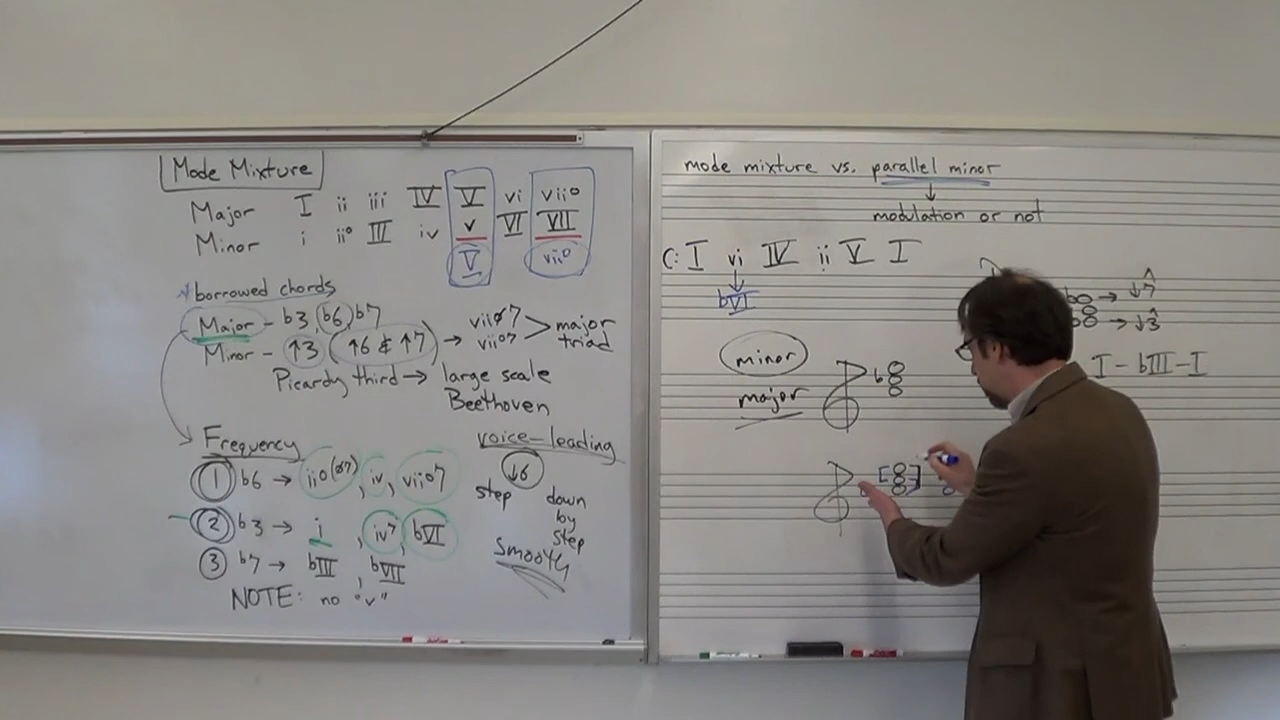 Mode Mixture
Major I ii iii IV V vi vii°
Minor i ii° III iv v VI VII
V vii°
borrowed chords
Major - b3, b6, b7
Minor - ↑3 (↑6 & ↑7) → viiø7 vii°7 > major triad
Picardy third → large scale
Beethoven
Frequency
① b6 → ii°(ø7), iv, vii°7
② b3 → i, iv7, bVI
③ b7 → bIII, bVII
NOTE: no "v"
voice-leading
↓6
step down
by
step
smooth
mode mixture vs. parallel minor
↓
modulation or not
C: I vi IV ii V I
↓
bVI
minor
major
b
→ ↓7̂
→ ↓3̂
I - bIII - I